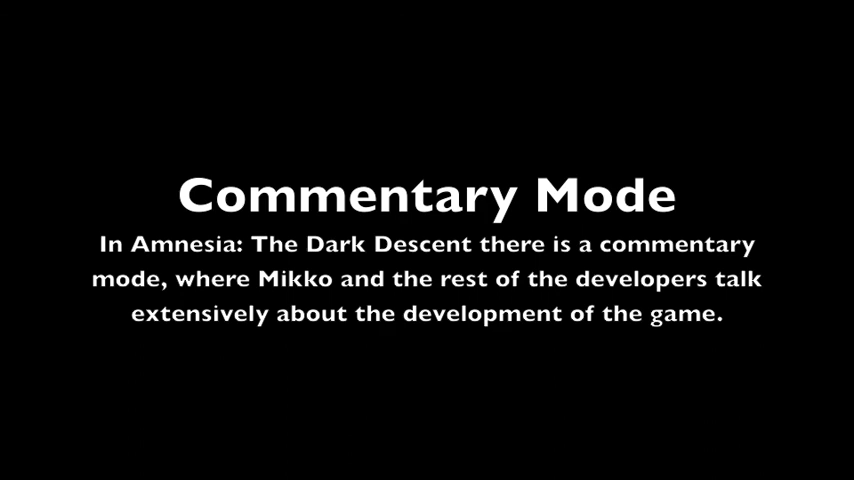 Commentary Mode
In Amnesia: The Dark Descent there is a commentary
mode, where Mikko and the rest of the developers talk
extensively about the development of the game.